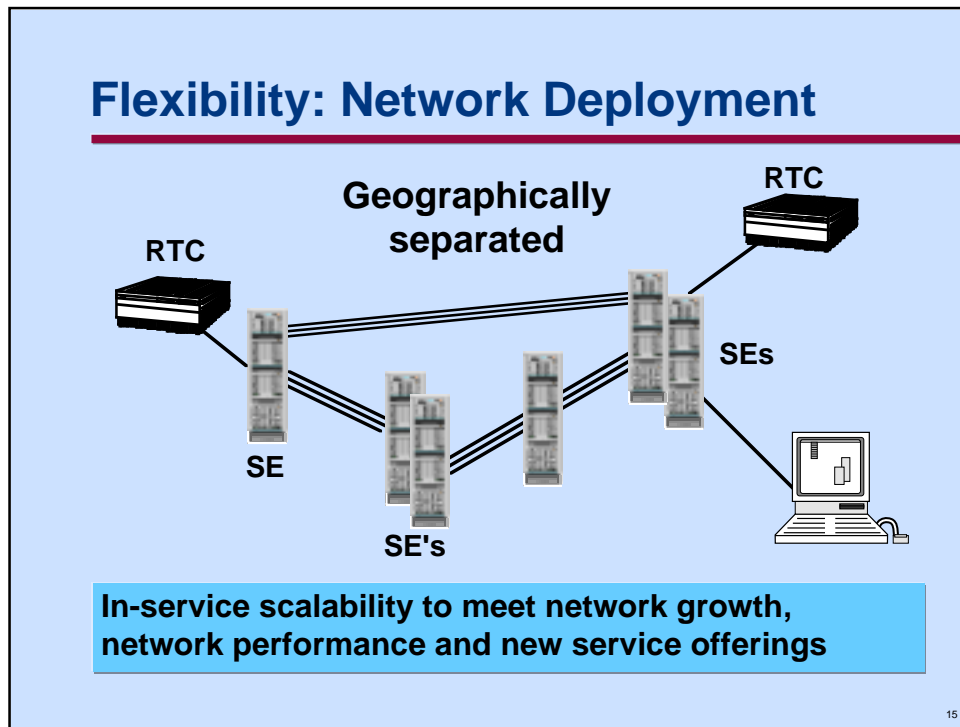 Flexibility: Network Deployment
Geographically
separated
RTC
RTC
SEs
SE
SE's
In-service scalability to meet network growth,
network performance and new service offerings
15